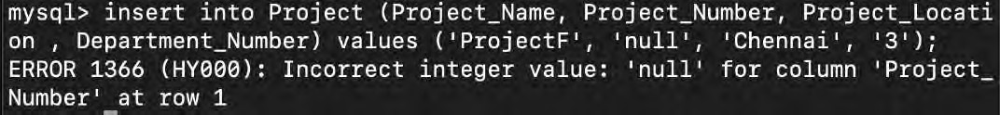 mysql> insert into Project (Project_Name, Project_Number, Project_Locati
on , Department_Number) values ('ProjectF', 'null', 'Chennai', '3');
ERROR 1366 (HY000): Incorrect integer value: 'null' for column 'Project_
Number' at row 1